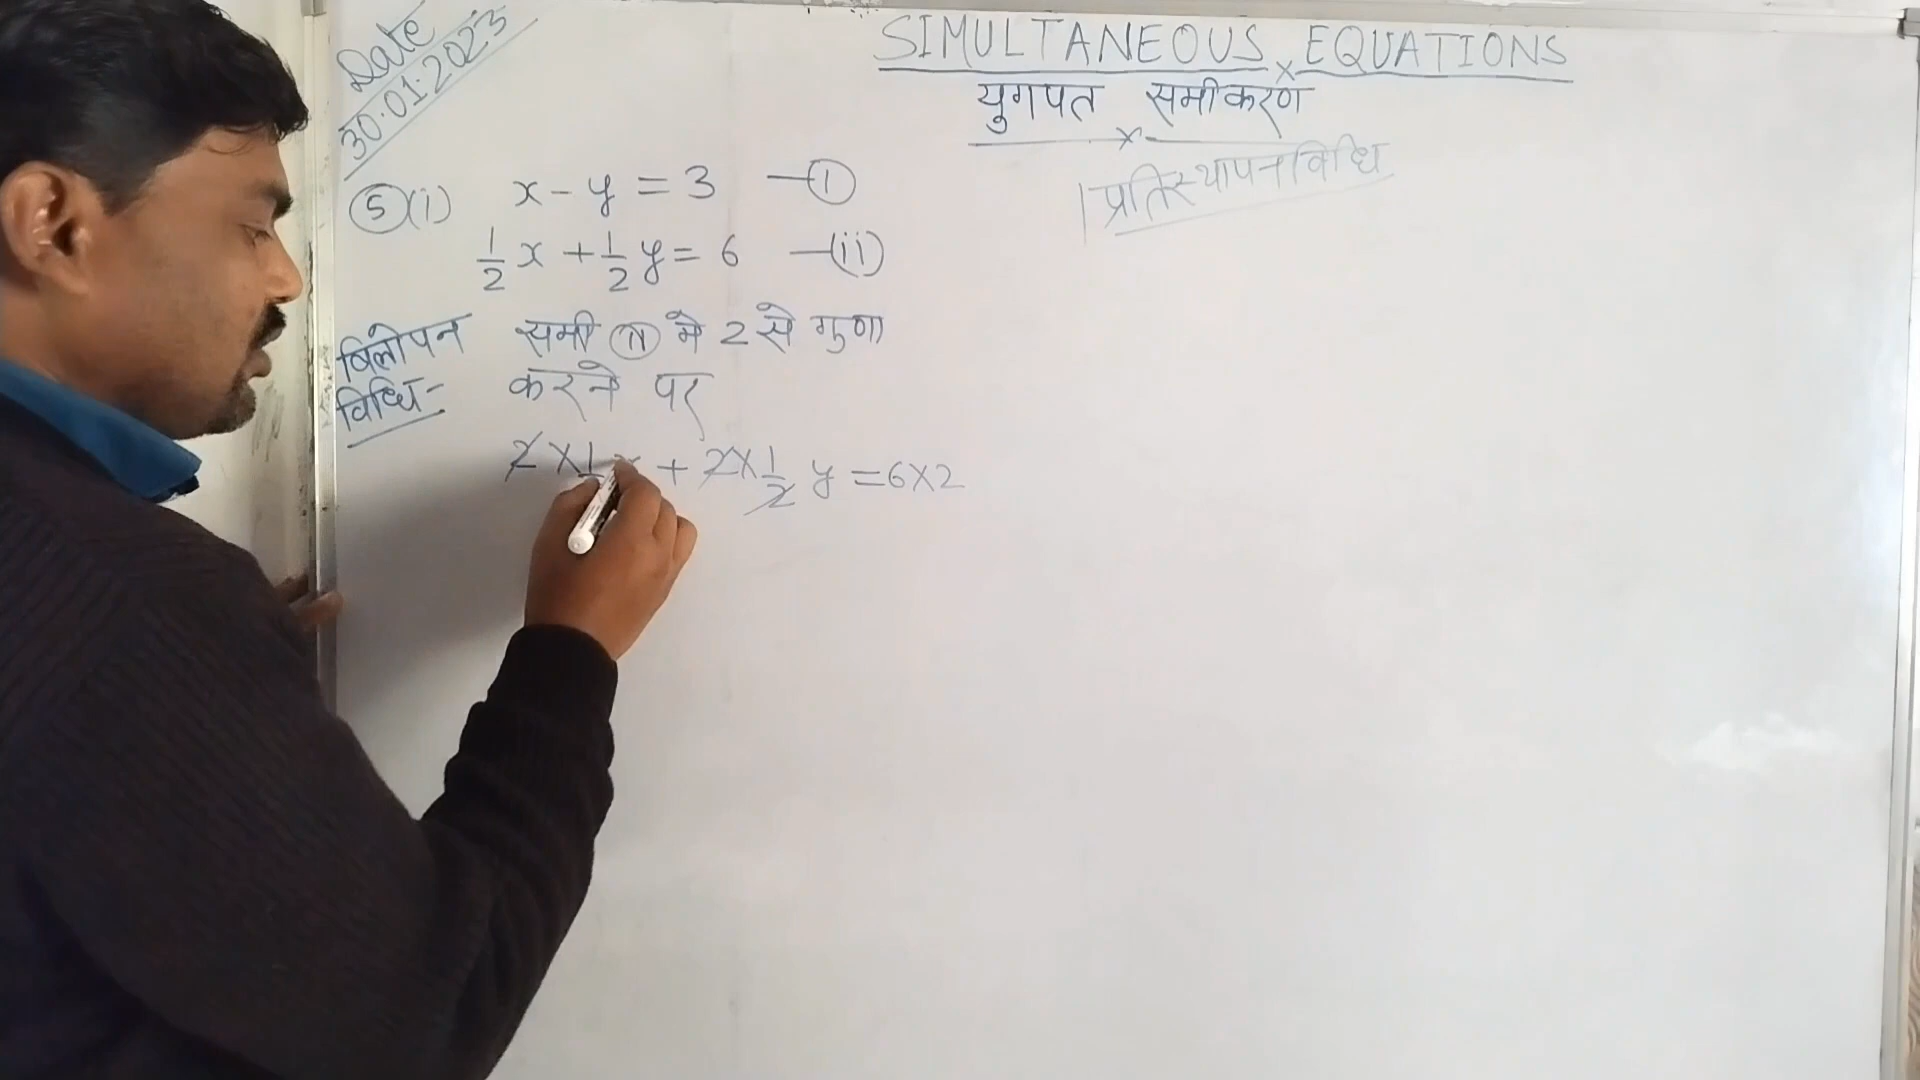 Date
30.01.2023
SIMULTANEOUS EQUATIONS
युगपत समीकरण
प्रतिस्थापन विधि
5 (i) x - y = 3 — 1
1/2 x + 1/2 y = 6 — (ii)
विलोपन विधि -
समी ii मे 2 से गुणा
करने पर
2 × 1/2 x + 2 × 1/2 y = 6 × 2